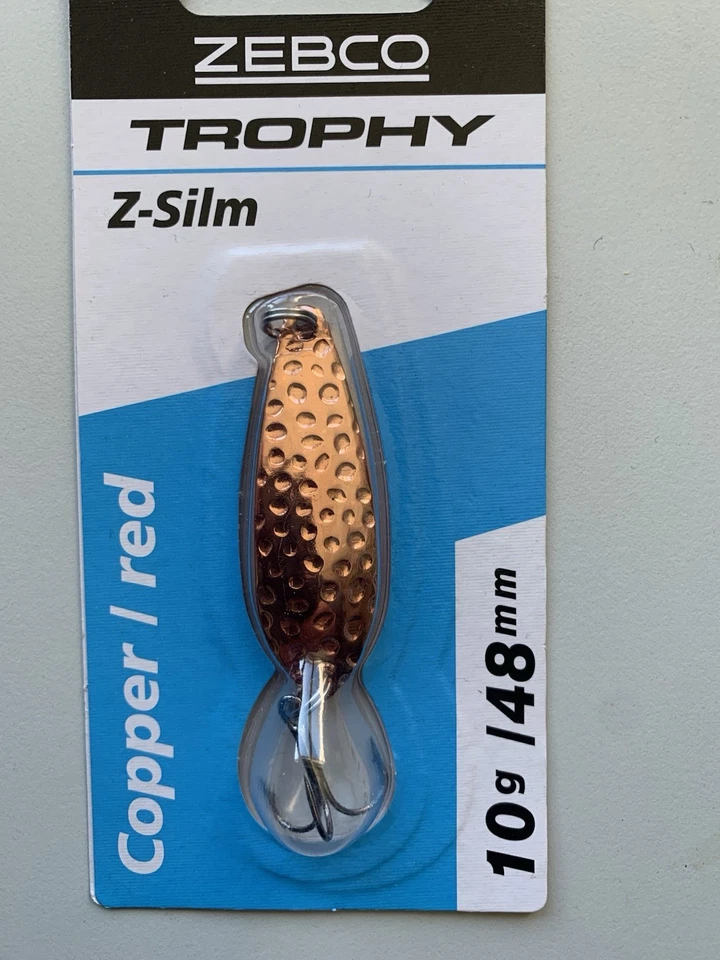 ZEBCO
TROPHY
Z-Silm
Copper / red
10g /48mm